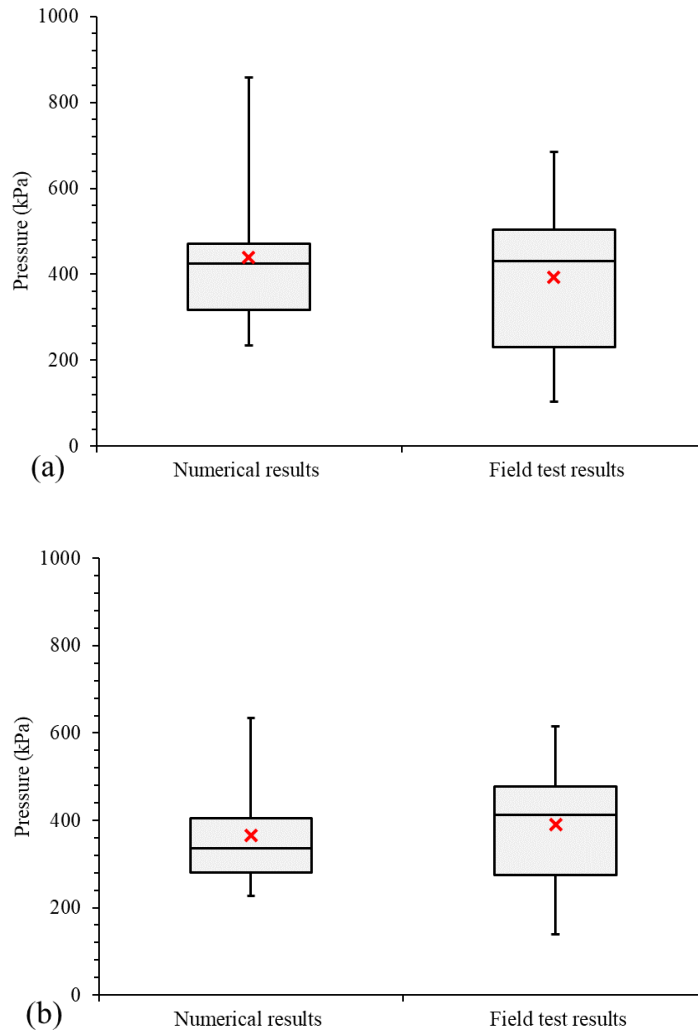 1000
800
600
400
200
0
Pressure (kPa)
(a)
Numerical results
Field test results
1000
800
600
400
200
0
Pressure (kPa)
(b)
Numerical results
Field test results